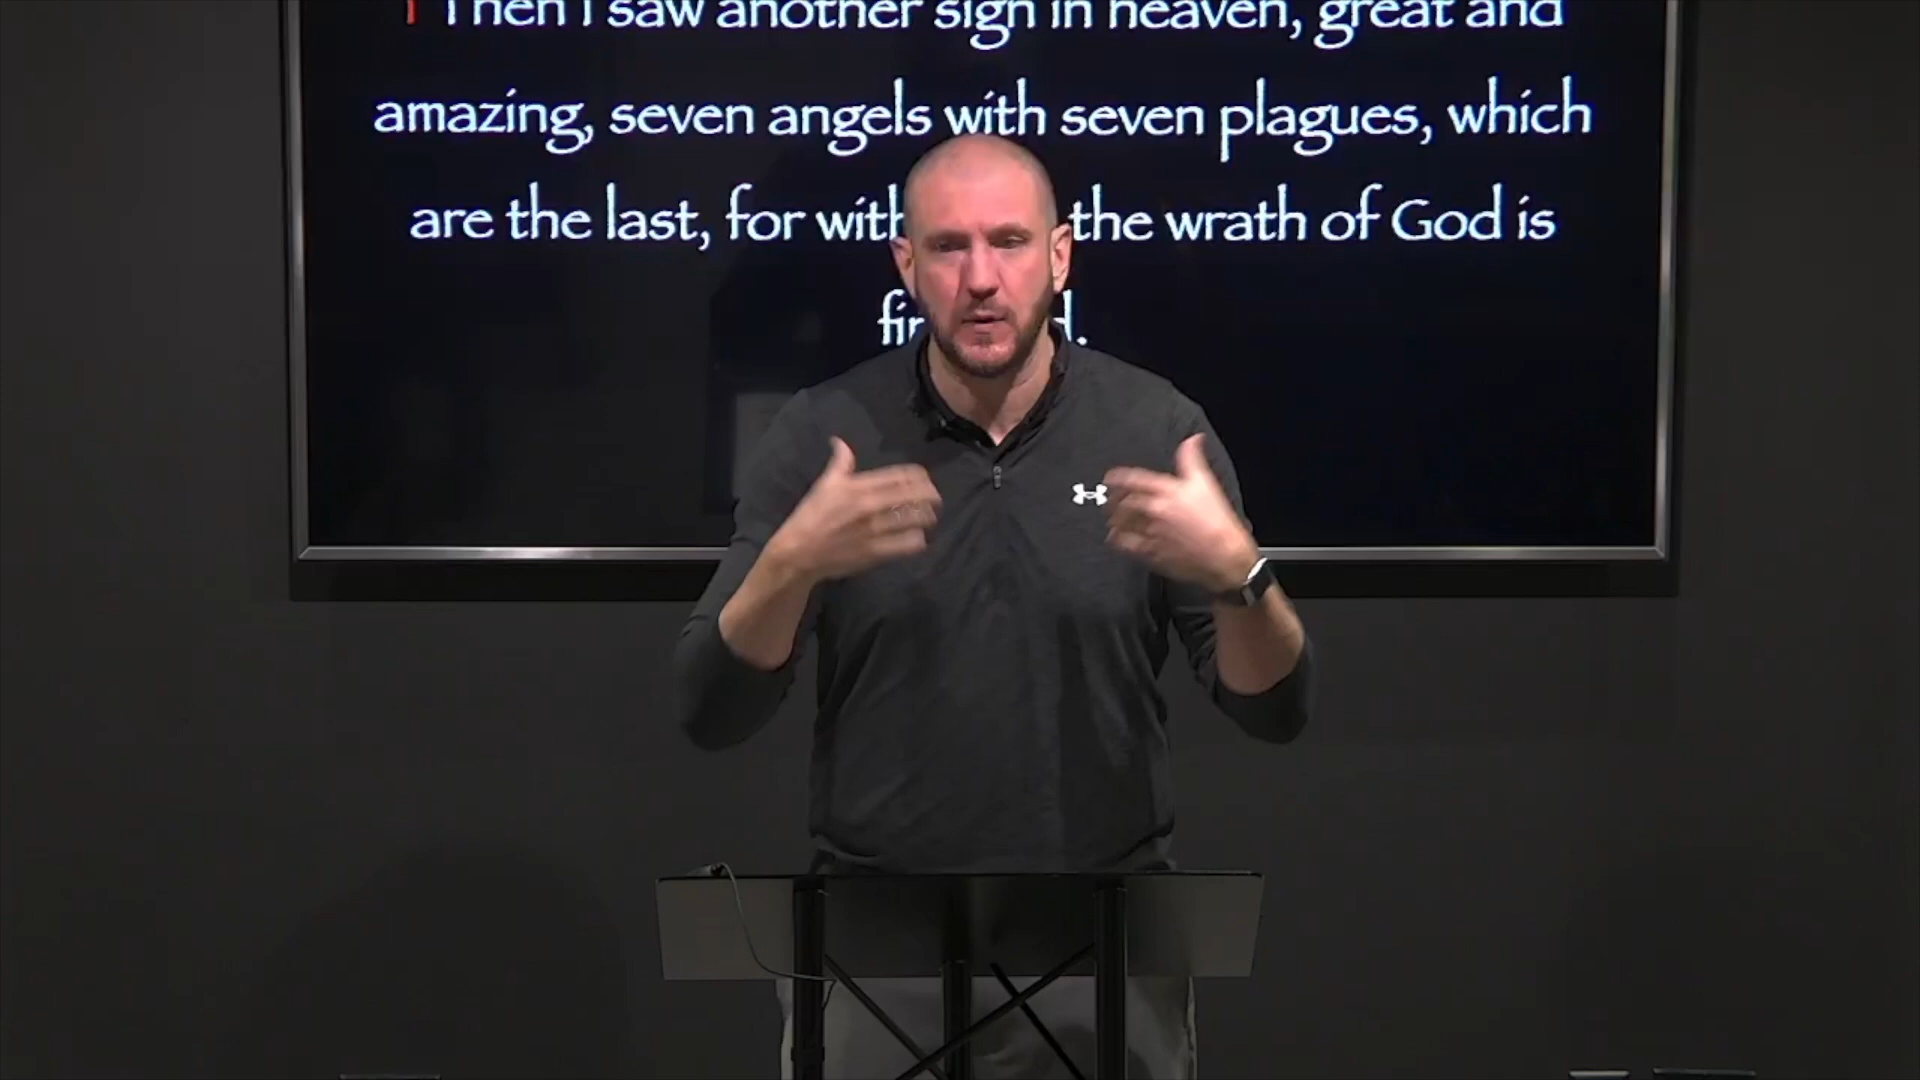 1 Then I saw another sign in heaven, great and
amazing, seven angels with seven plagues, which
are the last, for with the wrath of God is